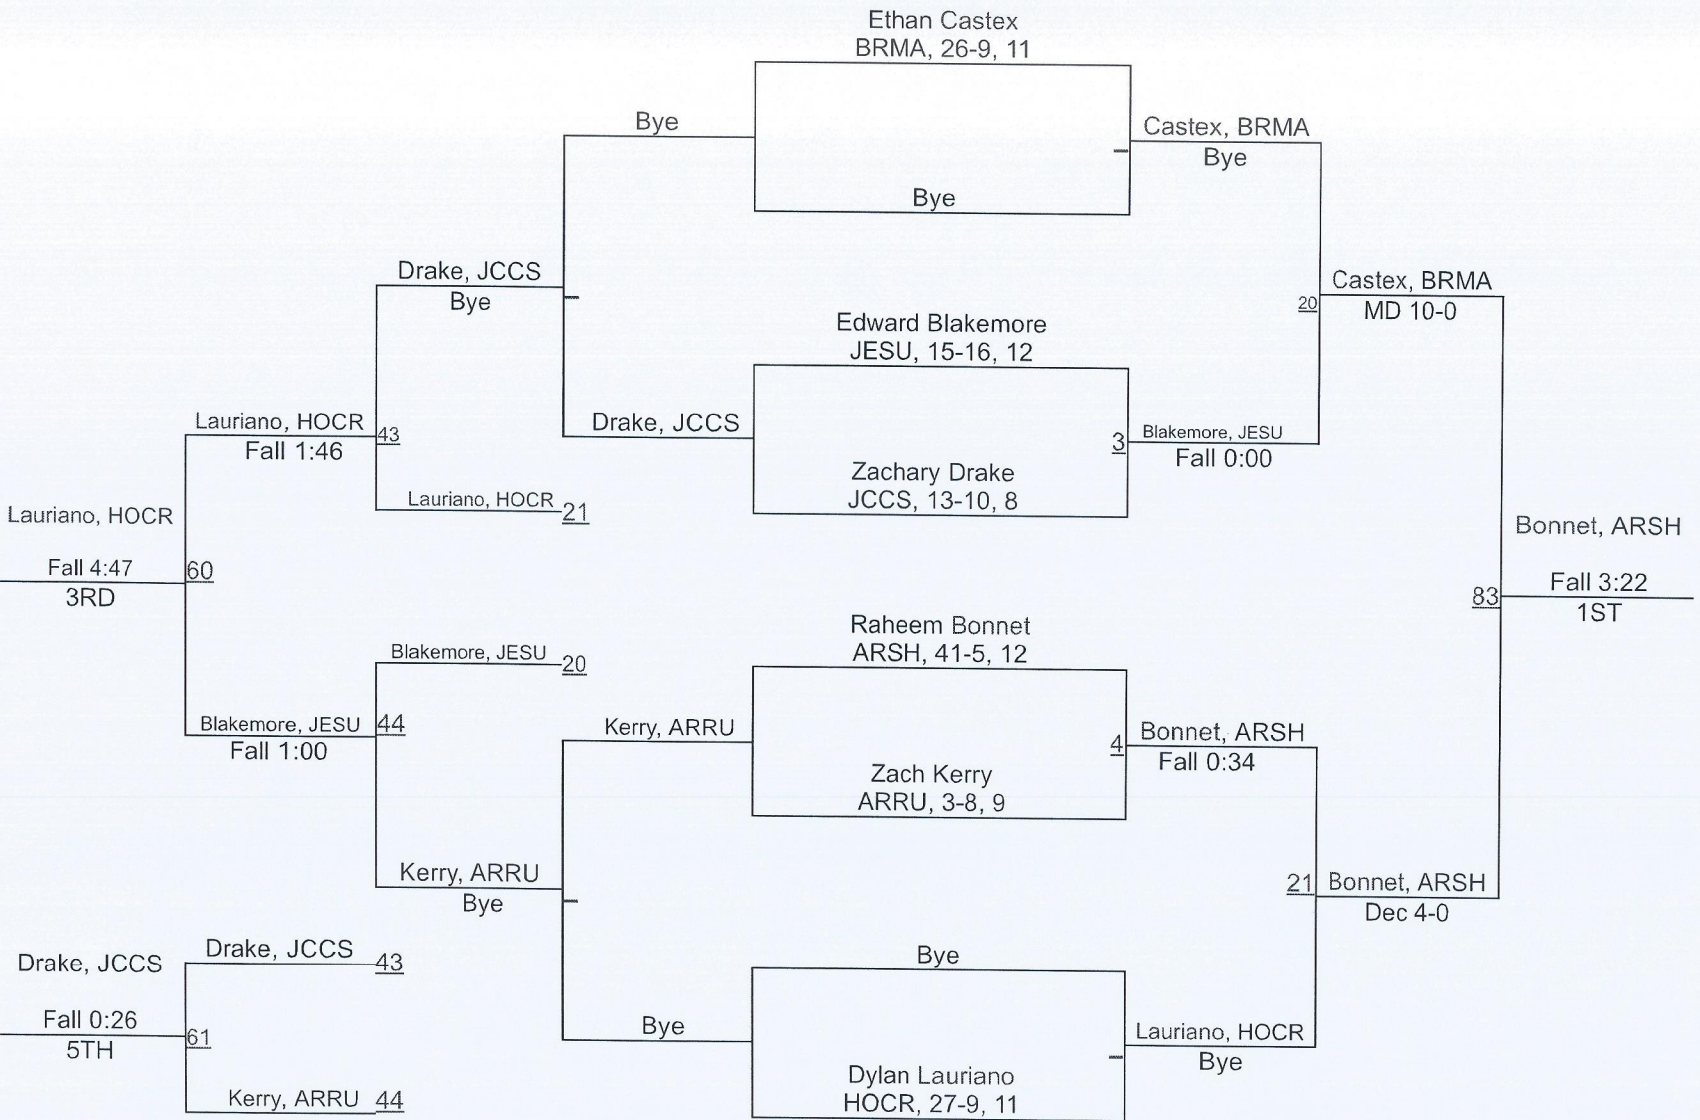 Ethan Castex
BRMA, 26-9, 11
Bye
Castex, BRMA
Bye
Bye
Drake, JCCS
Bye
Castex, BRMA
20
MD 10-0
Edward Blakemore
JESU, 15-16, 12
Lauriano, HOCR
43
Fall 1:46
Drake, JCCS
3
Blakemore, JESU
Fall 0:00
Zachary Drake
JCCS, 13-10, 8
Lauriano, HOCR
21
Lauriano, HOCR
Bonnet, ARSH
Fall 4:47
60
3RD
83
Fall 3:22
1ST
Raheem Bonnet
ARSH, 41-5, 12
Blakemore, JESU
20
Blakemore, JESU
44
Fall 1:00
Kerry, ARRU
4
Bonnet, ARSH
Fall 0:34
Zach Kerry
ARRU, 3-8, 9
Kerry, ARRU
Bye
21
Bonnet, ARSH
Dec 4-0
Drake, JCCS
Drake, JCCS
43
Bye
Fall 0:26
61
5TH
Bye
Lauriano, HOCR
Bye
Dylan Lauriano
HOCR, 27-9, 11
Kerry, ARRU
44